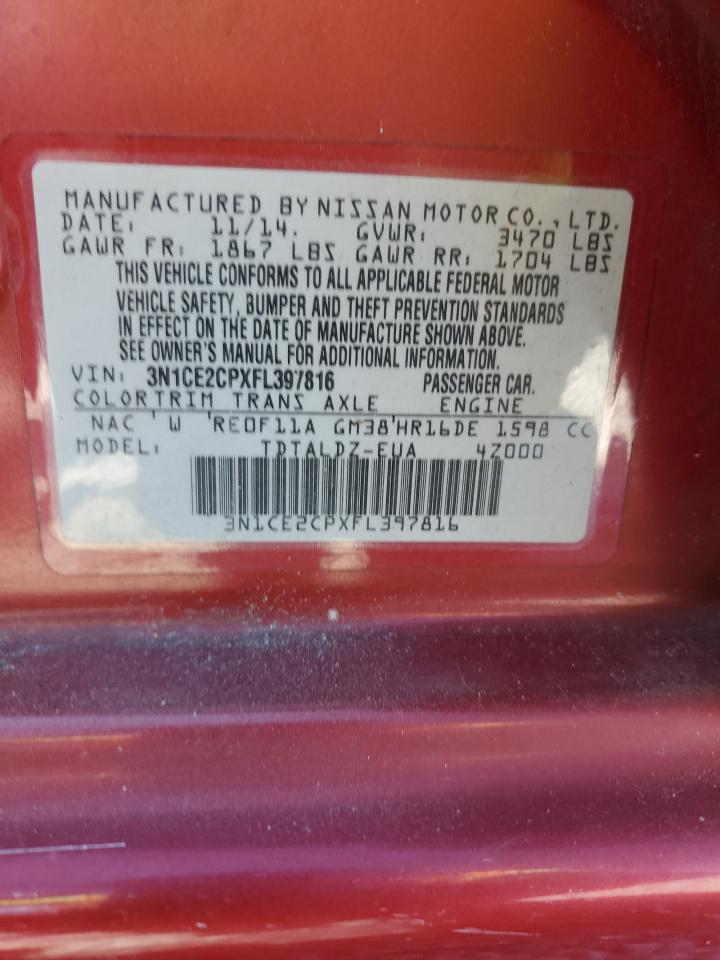 MANUFACTURED BY NISSAN MOTOR CO., LTD.
DATE: 11/14. GVWR: 3470 LBS
GAWR FR: 1867 LBS GAWR RR: 1704 LBS
THIS VEHICLE CONFORMS TO ALL APPLICABLE FEDERAL MOTOR
VEHICLE SAFETY, BUMPER AND THEFT PREVENTION STANDARDS
IN EFFECT ON THE DATE OF MANUFACTURE SHOWN ABOVE.
SEE OWNER'S MANUAL FOR ADDITIONAL INFORMATION.
VIN: 3N1CE2CPXFL397816 PASSENGER CAR.
COLOR TRIM TRANS AXLE ENGINE
NAC ' W 'RE0F11A GM38'HR16DE 1598 CC
MODEL: TDTALDZ-EUA 4Z000
3N1CE2CPXFL397816